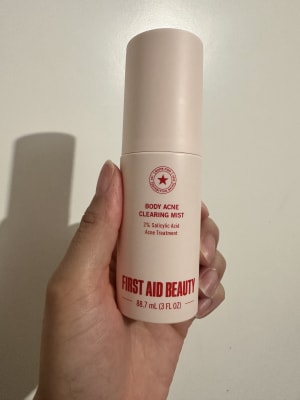 BODY ACNE
CLEARING MIST
2% Salicylic Acid
Acne Treatment
FIRST AID BEAUTY
88.7 mL (3 FL OZ)